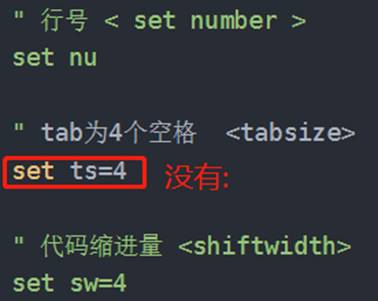 " 行号 < set number >
set nu
" tab为4个空格 <tabsize>
set ts=4 没有:
" 代码缩进量 <shiftwidth>
set sw=4